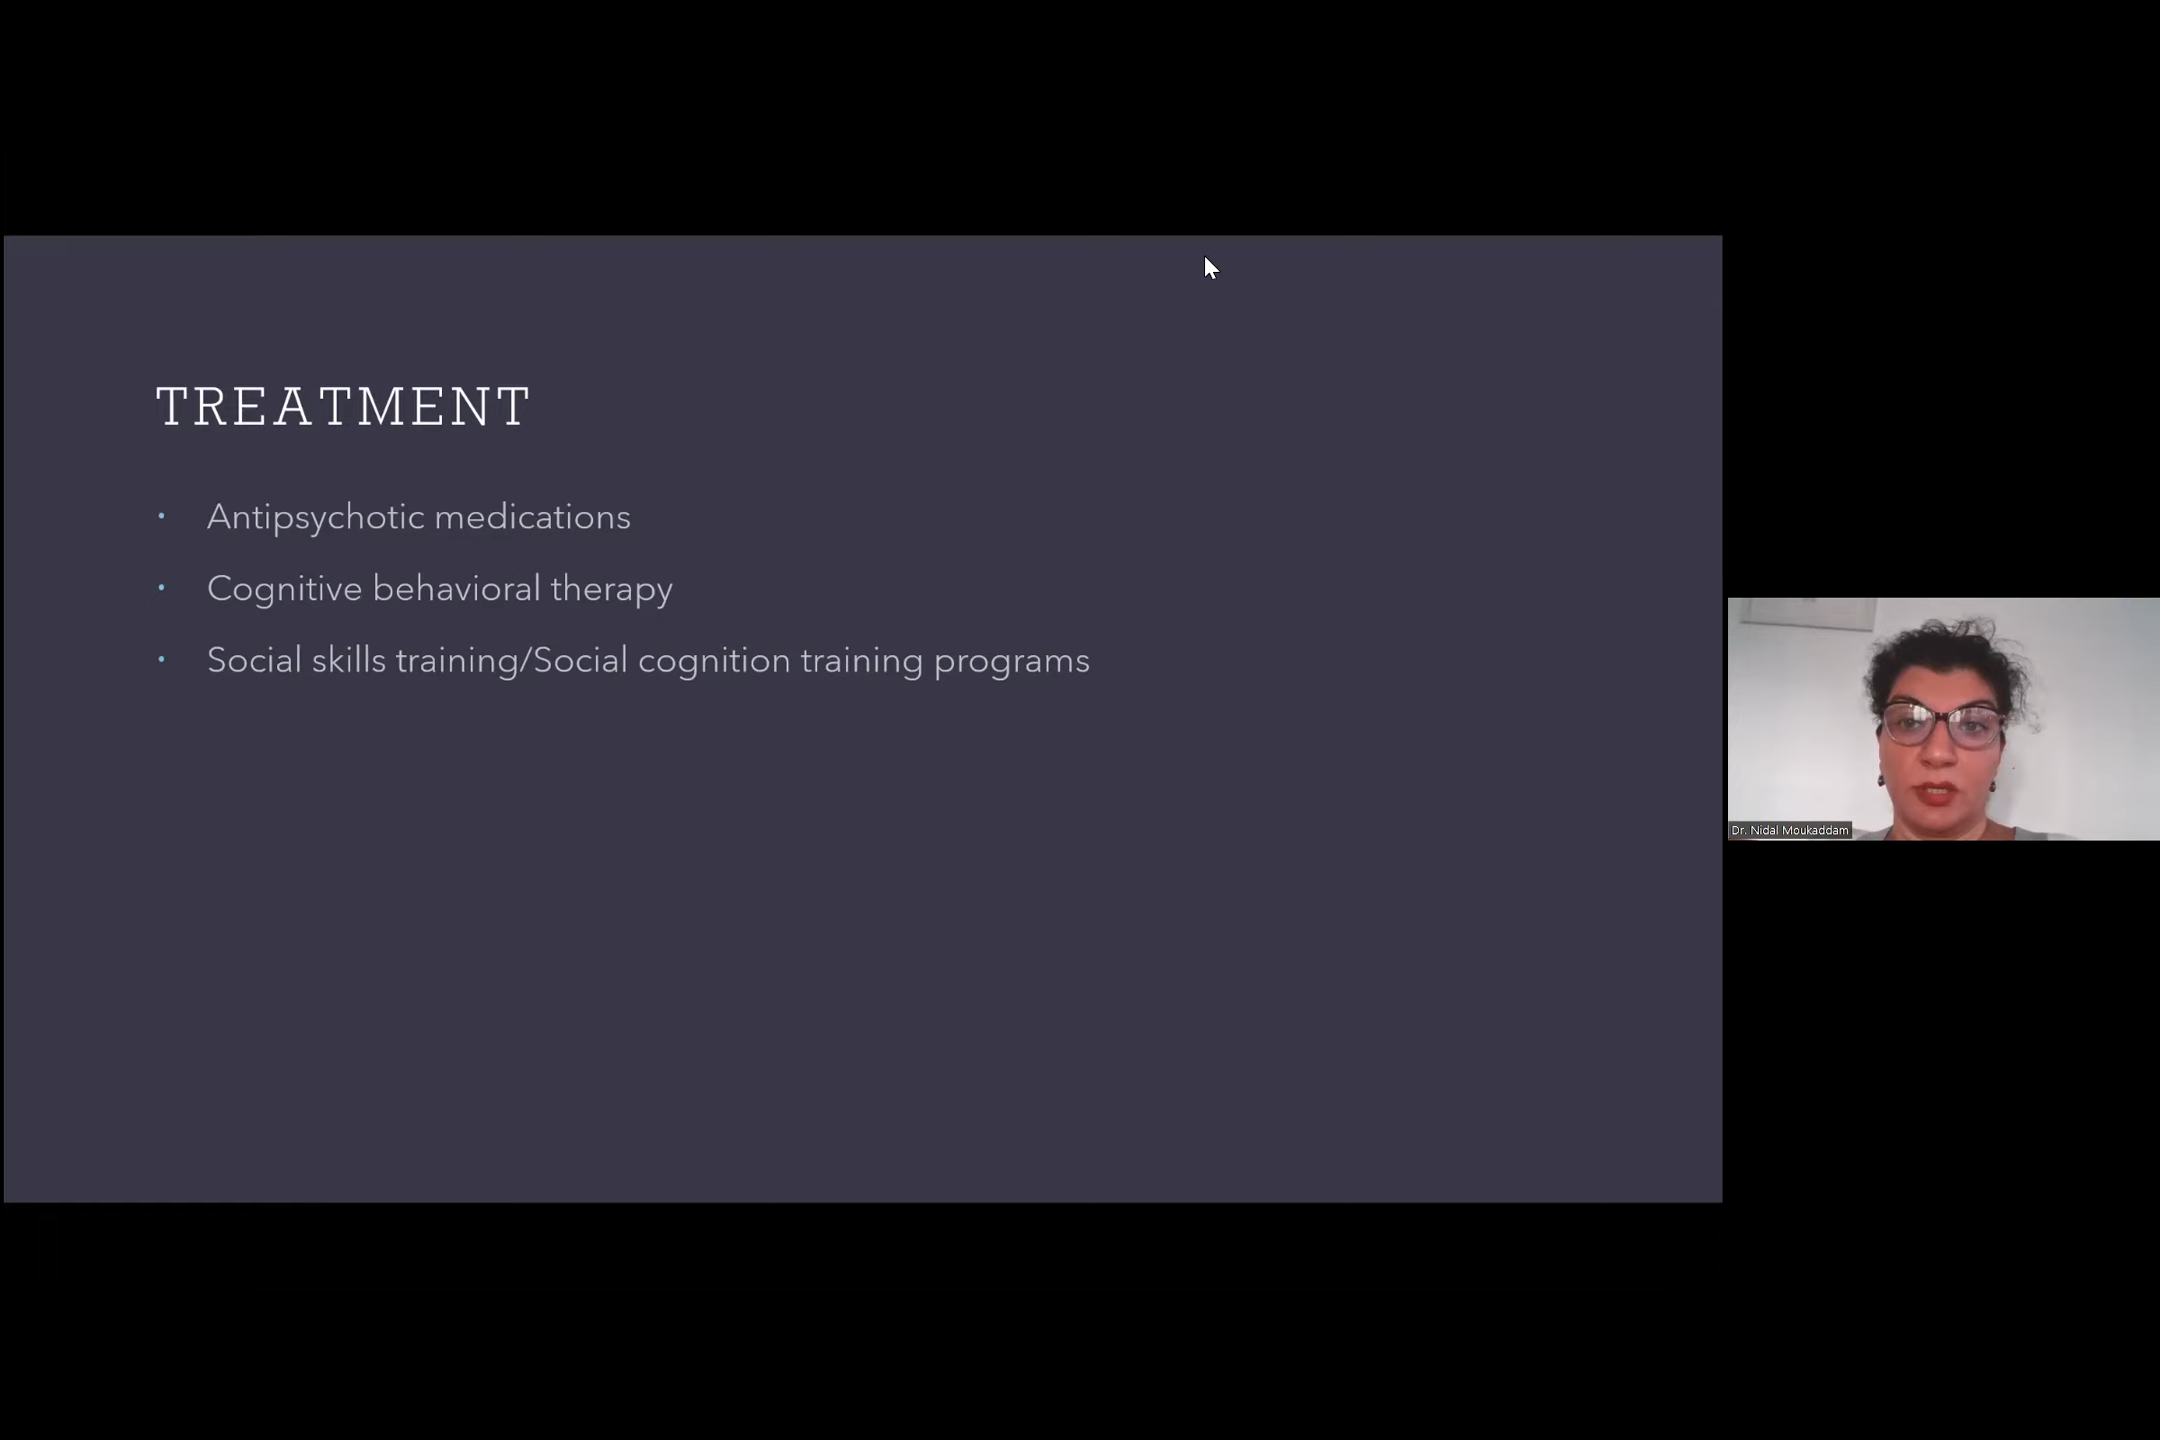 TREATMENT
• Antipsychotic medications
• Cognitive behavioral therapy
• Social skills training/Social cognition training programs
Dr. Nidal Moukaddam